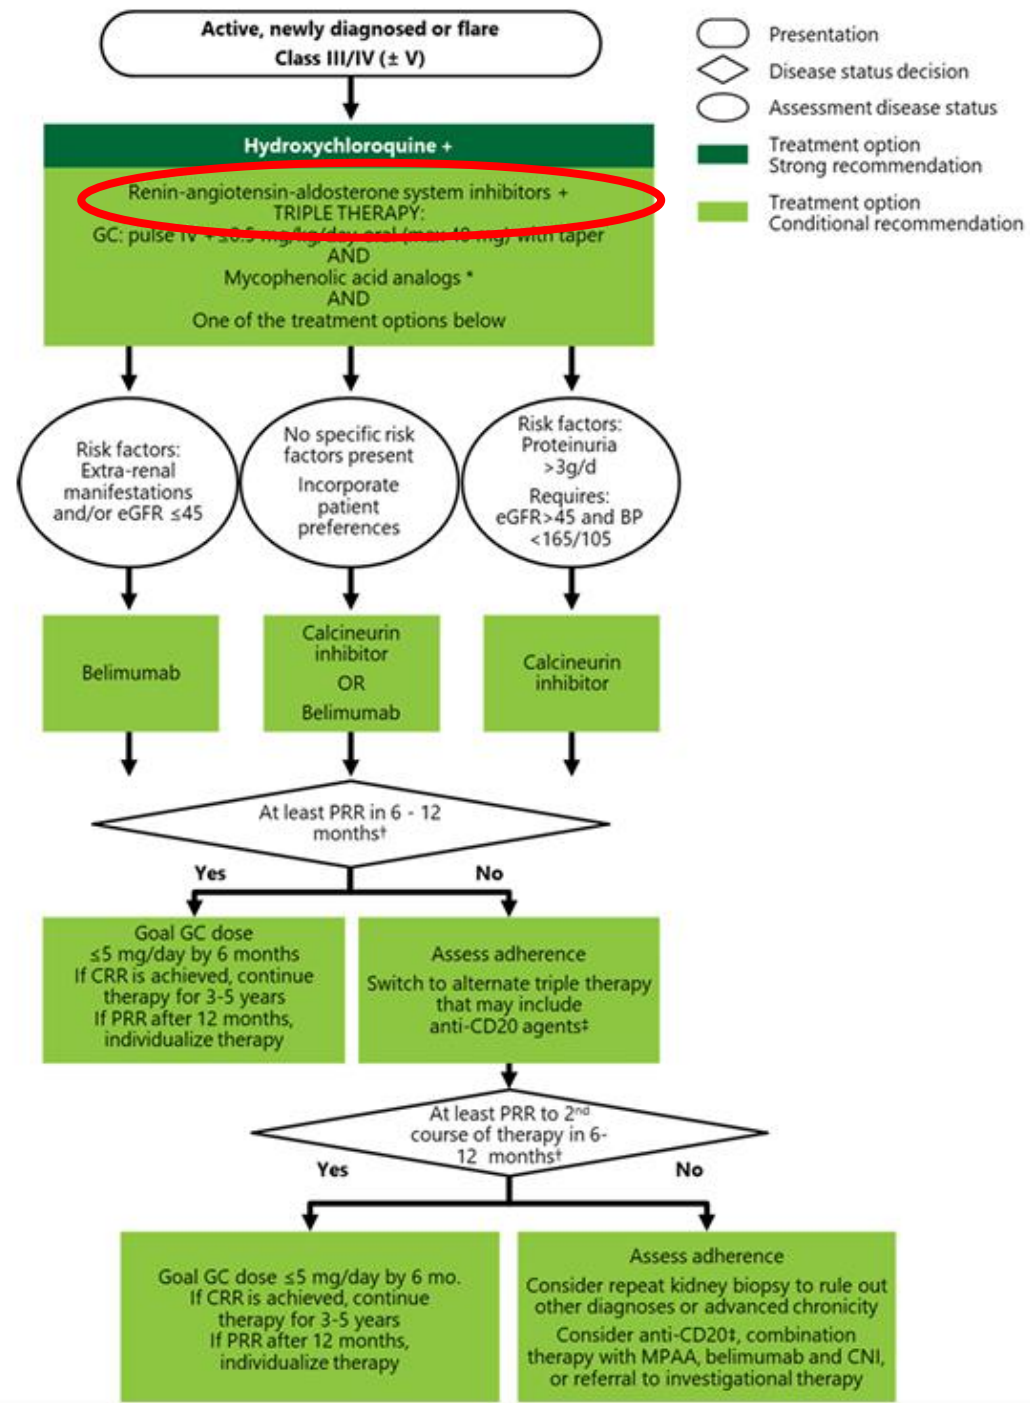 Active, newly diagnosed or flare
Class III/IV (± V)
Presentation
Disease status decision
Assessment disease status
Treatment option
Strong recommendation
Treatment option
Conditional recommendation
Hydroxychloroquine +
Renin-angiotensin-aldosterone system inhibitors +
TRIPLE THERAPY:
GC: pulse IV + ≤0.5 mg/kg/day oral (max 40 mg) with taper
AND
Mycophenolic acid analogs *
AND
One of the treatment options below
Risk factors:
Extra-renal
manifestations
and/or eGFR ≤45
No specific risk
factors present
Incorporate
patient
preferences
Risk factors:
Proteinuria
>3g/d
Requires:
eGFR>45 and BP
<165/105
Belimumab
Calcineurin
inhibitor
OR
Belimumab
Calcineurin
inhibitor
At least PRR in 6 - 12
months†
Yes
No
Goal GC dose
≤5 mg/day by 6 months
If CRR is achieved, continue
therapy for 3-5 years
If PRR after 12 months,
individualize therapy
Assess adherence
Switch to alternate triple therapy
that may include
anti-CD20 agents‡
At least PRR to 2nd
course of therapy in 6-
12 months†
Yes
No
Goal GC dose ≤5 mg/day by 6 mo.
If CRR is achieved, continue
therapy for 3-5 years
If PRR after 12 months,
individualize therapy
Assess adherence
Consider repeat kidney biopsy to rule out
other diagnoses or advanced chronicity
Consider anti-CD20‡, combination
therapy with MPAA, belimumab and CNI,
or referral to investigational therapy